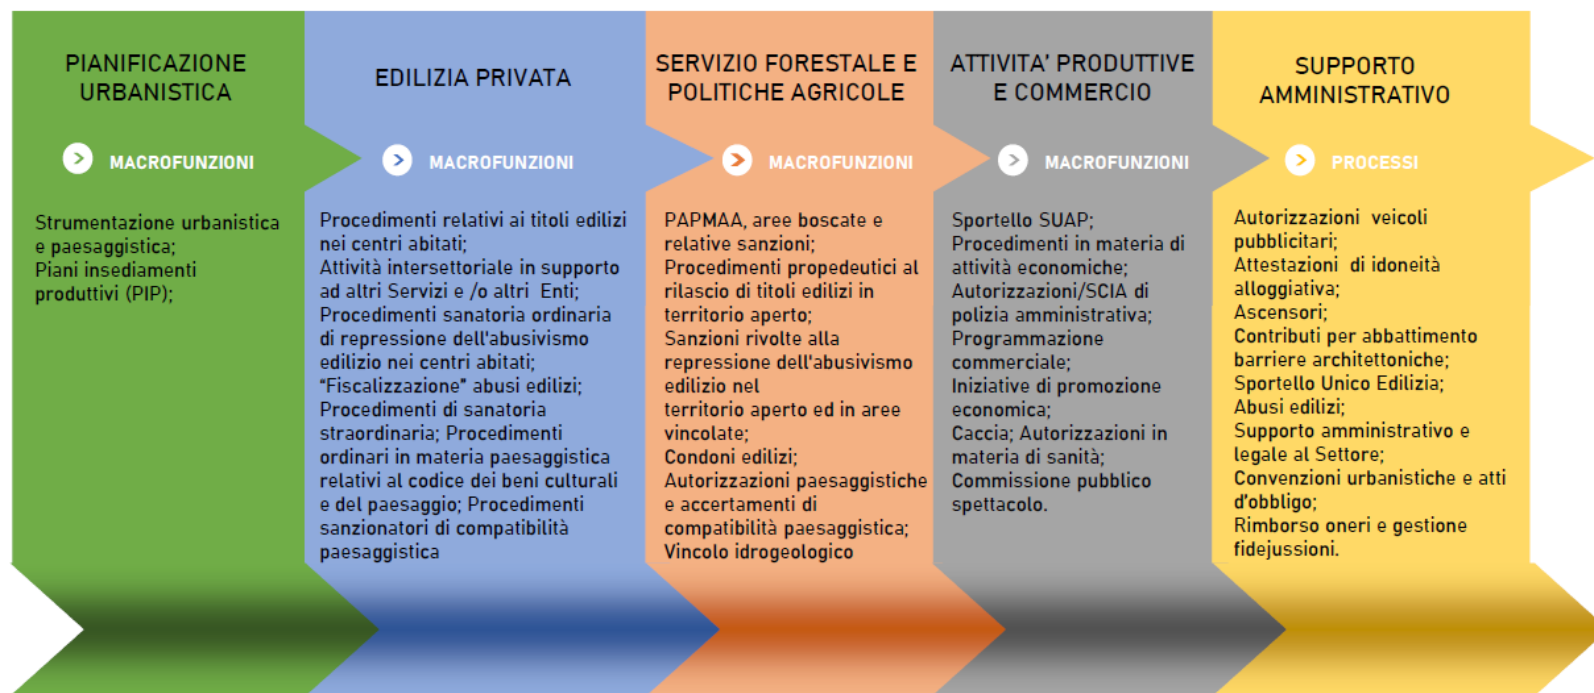 PIANIFICAZIONE
URBANISTICA
MACROFUNZIONI
Strumentazione urbanistica
e paesaggistica;
Piani insediamenti
produttivi (PIP);
EDILIZIA PRIVATA
MACROFUNZIONI
Procedimenti relativi ai titoli edilizi
nei centri abitati;
Attività intersettoriale in supporto
ad altri Servizi e /o altri Enti;
Procedimenti sanatoria ordinaria
di repressione dell'abusivismo
edilizio nei centri abitati;
"Fiscalizzazione" abusi edilizi;
Procedimenti di sanatoria
straordinaria; Procedimenti
ordinari in materia paesaggistica
relativi al codice dei beni culturali
e del paesaggio; Procedimenti
sanzionatori di compatibilità
paesaggistica
SERVIZIO FORESTALE E
POLITICHE AGRICOLE
MACROFUNZIONI
PAPMAA, aree boscate e
relative sanzioni;
Procedimenti propedeutici al
rilascio di titoli edilizi in
territorio aperto;
Sanzioni rivolte alla
repressione dell'abusivismo
edilizio nel
territorio aperto ed in aree
vincolate;
Condoni edilizi;
Autorizzazioni paesaggistiche
e accertamenti di
compatibilità paesaggistica;
Vincolo idrogeologico
ATTIVITA' PRODUTTIVE
E COMMERCIO
MACROFUNZIONI
Sportello SUAP;
Procedimenti in materia di
attività economiche;
Autorizzazioni/SCIA di
polizia amministrativa;
Programmazione
commerciale;
Iniziative di promozione
economica;
Caccia; Autorizzazioni in
materia di sanità;
Commissione pubblico
spettacolo.
SUPPORTO
AMMINISTRATIVO
PROCESSI
Autorizzazioni veicoli
pubblicitari;
Attestazioni di idoneità
alloggiativa;
Ascensori;
Contributi per abbattimento
barriere architettoniche;
Sportello Unico Edilizia;
Abusi edilizi;
Supporto amministrativo e
legale al Settore;
Convenzioni urbanistiche e atti
d'obbligo;
Rimborso oneri e gestione
fidejussioni.